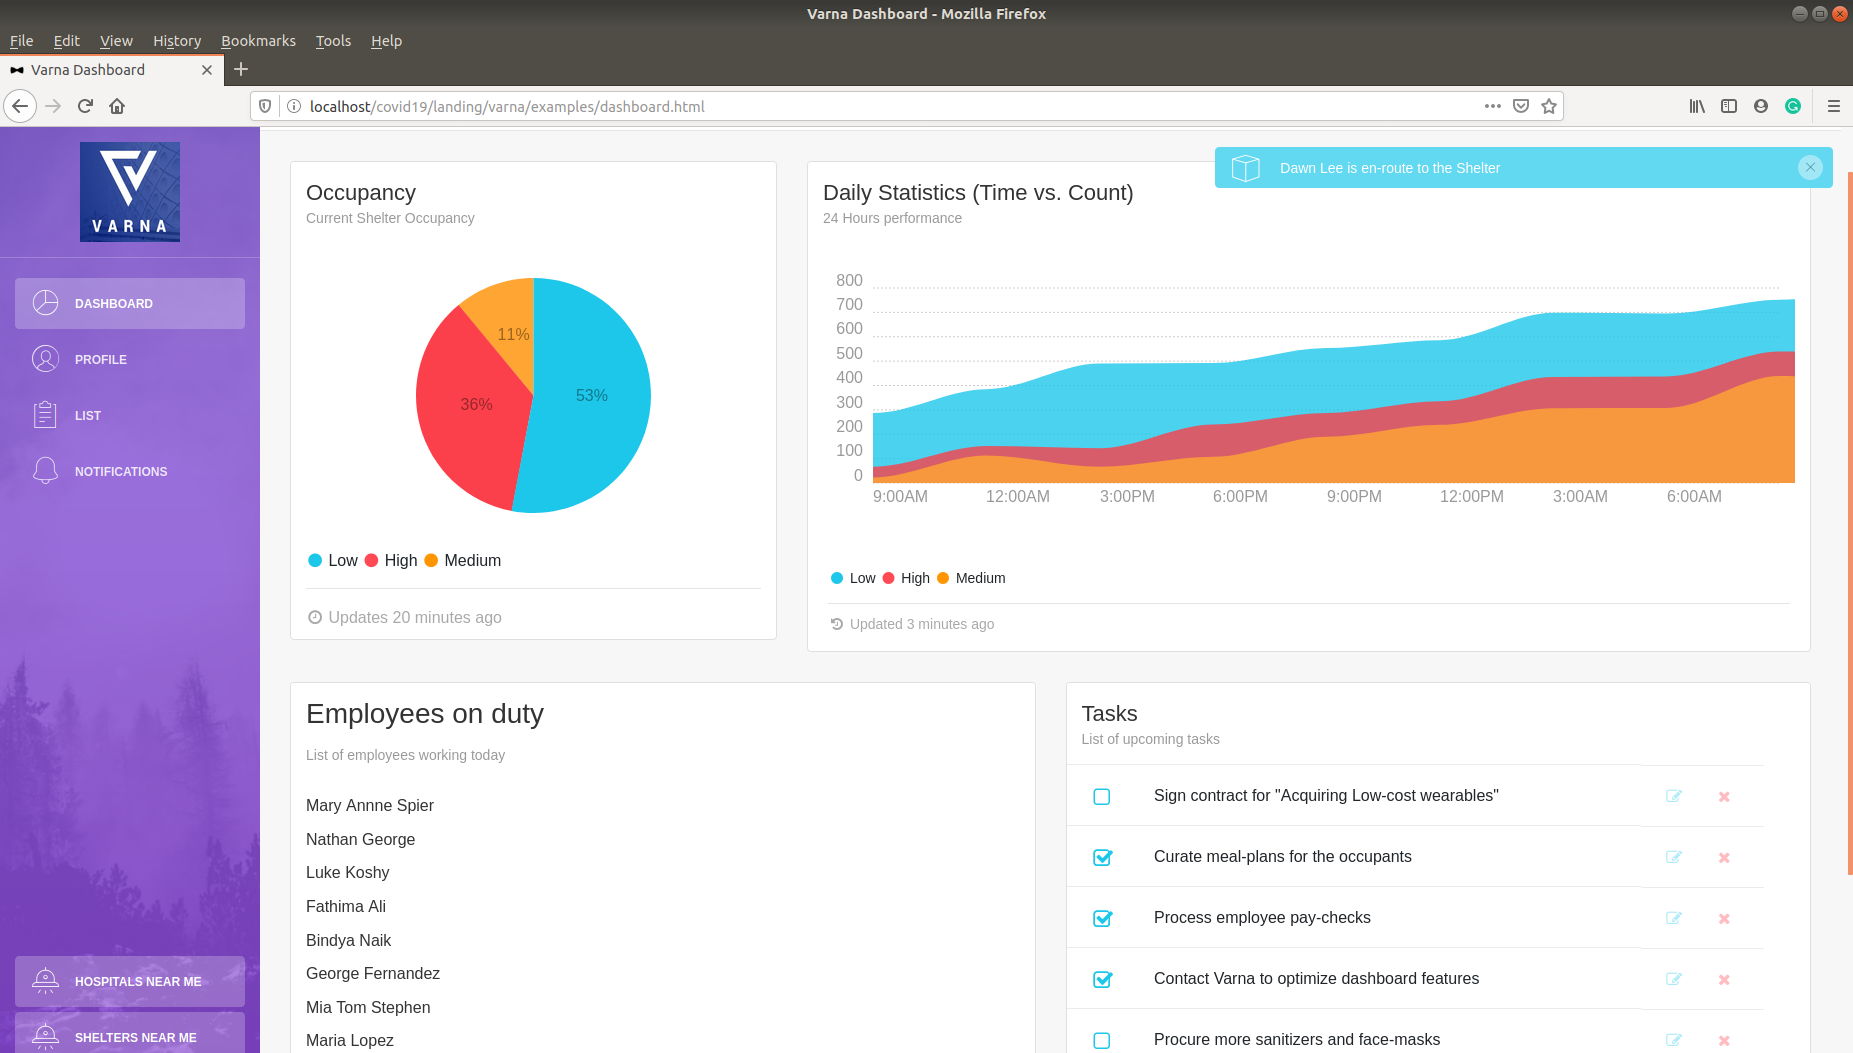 Varna Dashboard - Mozilla Firefox
File Edit View History Bookmarks Tools Help
Varna Dashboard
localhost/covid19/landing/varna/examples/dashboard.html
VARNA
DASHBOARD
PROFILE
LIST
NOTIFICATIONS
HOSPITALS NEAR ME
SHELTERS NEAR ME
Dawn Lee is en-route to the Shelter
Occupancy
Current Shelter Occupancy
11%
53%
36%
Low High Medium
Updates 20 minutes ago
Daily Statistics (Time vs. Count)
24 Hours performance
800
700
600
500
400
300
200
100
0
9:00AM 12:00AM 3:00PM 6:00PM 9:00PM 12:00PM 3:00AM 6:00AM
Low High Medium
Updated 3 minutes ago
Employees on duty
List of employees working today
Mary Annne Spier
Nathan George
Luke Koshy
Fathima Ali
Bindya Naik
George Fernandez
Mia Tom Stephen
Maria Lopez
Tasks
List of upcoming tasks
Sign contract for "Acquiring Low-cost wearables"
Curate meal-plans for the occupants
Process employee pay-checks
Contact Varna to optimize dashboard features
Procure more sanitizers and face-masks